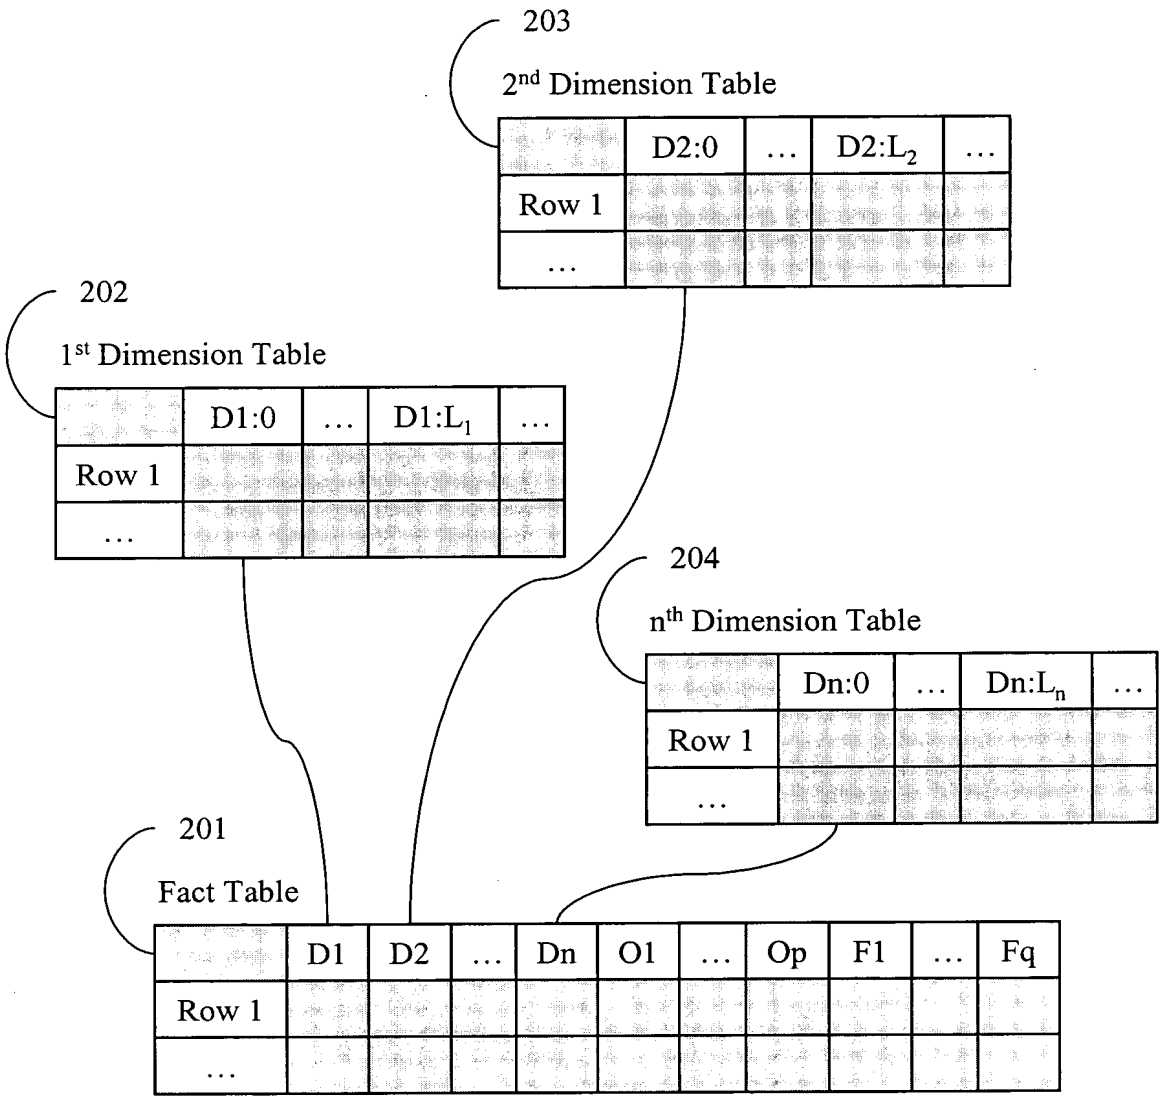 203
2nd Dimension Table
D2:0 … D2:L2 …
Row 1
…
202
1st Dimension Table
D1:0 … D1:L1 …
Row 1
…
204
nth Dimension Table
Dn:0 … Dn:Ln …
Row 1
…
201
Fact Table
D1 D2 … Dn O1 … Op F1 … Fq
Row 1
…